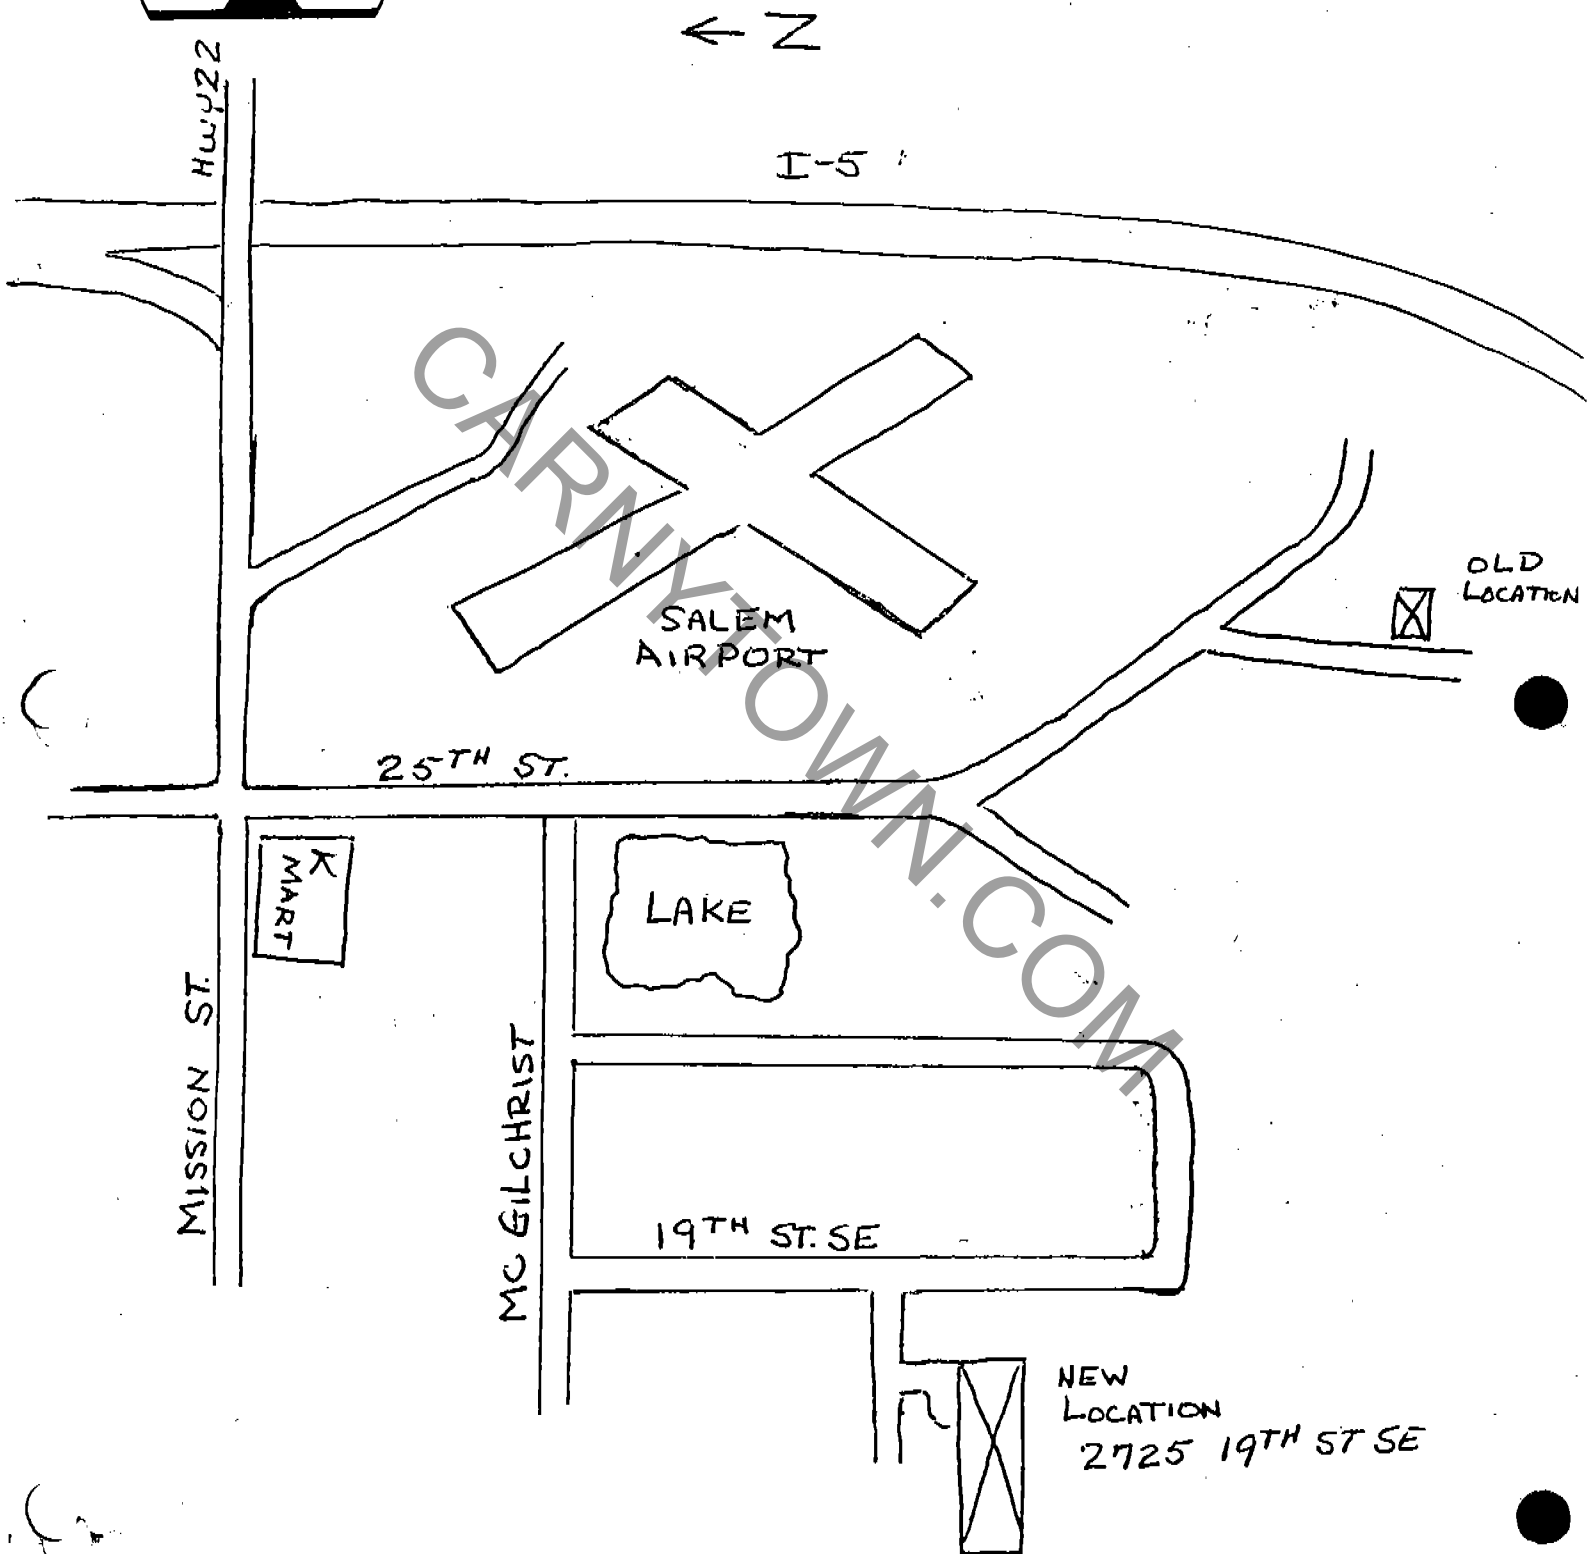 ← N
Hwy 22
I-5
OLD
LOCATION
SALEM
AIRPORT
25TH ST.
K
MART
LAKE
MISSION ST.
MC GILCHRIST
19TH ST. SE
NEW
LOCATION
2725 19TH ST SE
CARNYTOWN.COM